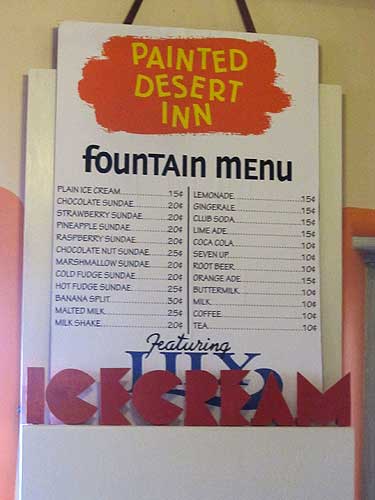 PAINTED
DESERT
INN
fountain menu
PLAIN ICE CREAM 15¢
CHOCOLATE SUNDAE 20¢
STRAWBERRY SUNDAE 20¢
PINEAPPLE SUNDAE 20¢
RASPBERRY SUNDAE 20¢
CHOCOLATE NUT SUNDAE 25¢
MARSHMALLOW SUNDAE 20¢
COLD FUDGE SUNDAE 20¢
HOT FUDGE SUNDAE 25¢
BANANA SPLIT 30¢
MALTED MILK 25¢
MILK SHAKE 20¢
LEMONADE 15¢
GINGERALE 15¢
CLUB SODA 15¢
LIME ADE 15¢
COCA COLA 10¢
SEVEN UP 10¢
ROOT BEER 10¢
ORANGE ADE 15¢
BUTTERMILK 10¢
MILK 10¢
COFFEE 10¢
TEA 10¢
Featuring
LILY
ICE CREAM